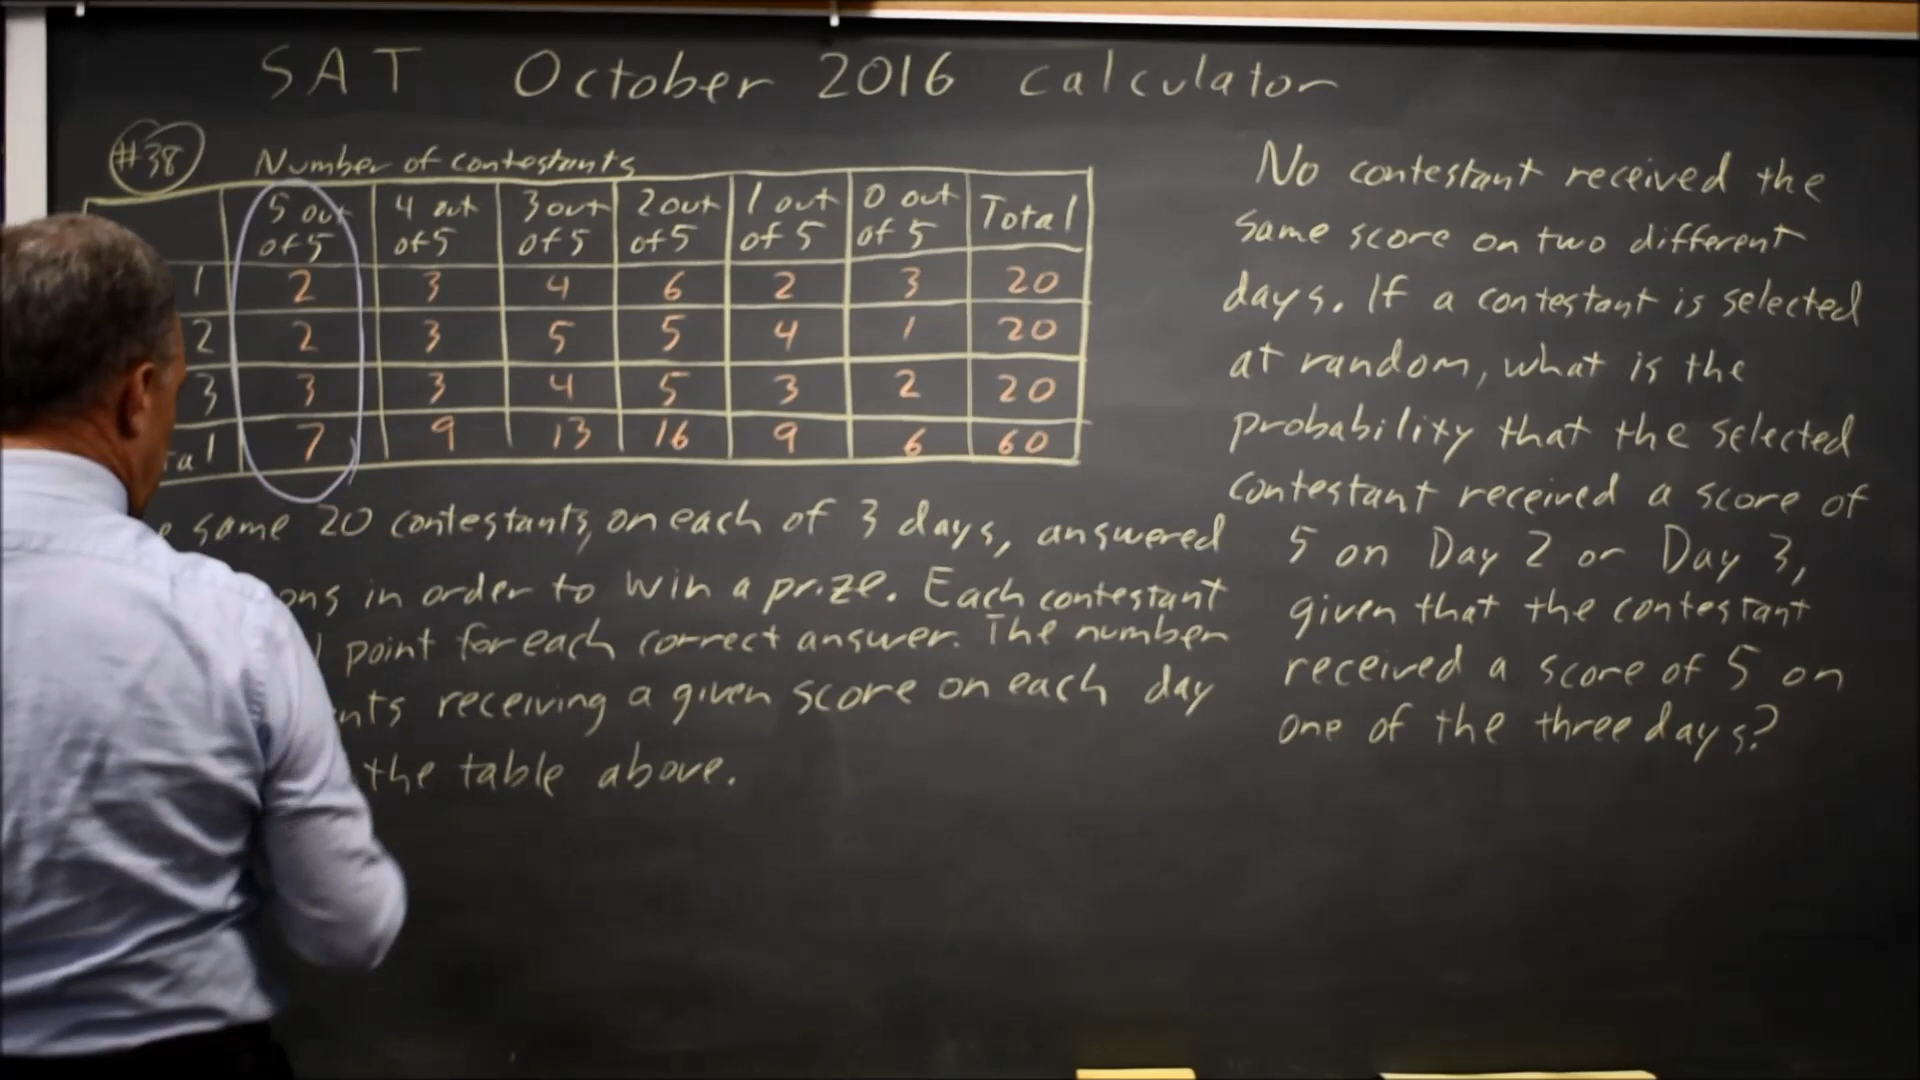 SAT October 2016 Calculator
#38 Number of contestants
5 out of 5 4 out of 5 3 out of 5 2 out of 5 1 out of 5 0 out of 5 Total
1 2 3 4 6 2 3 20
2 2 3 5 5 4 1 20
3 3 3 4 5 3 2 20
al 7 9 13 16 9 6 60
same 20 contestants, on each of 3 days, answered
ons in order to win a prize. Each contestant
point for each correct answer. The number
nts receiving a given score on each day
the table above.
No contestant received the
same score on two different
days. If a contestant is selected
at random, what is the
probability that the selected
contestant received a score of
5 on Day 2 or Day 3,
given that the contestant
received a score of 5 on
one of the three days?